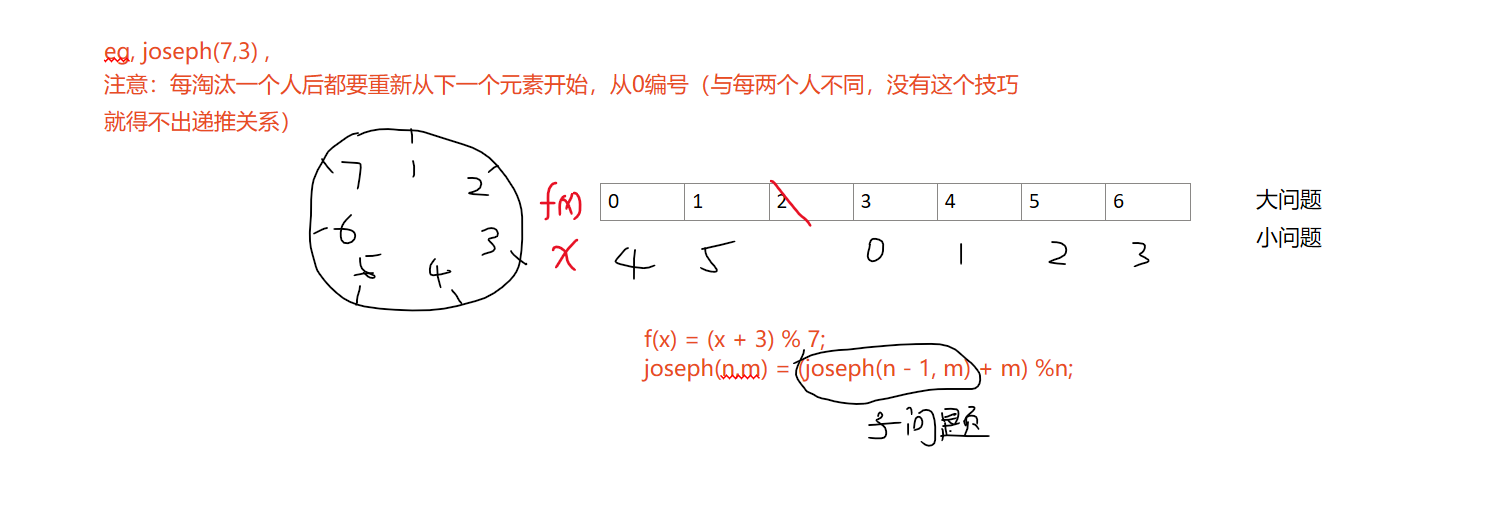 eg, joseph(7,3) ,
注意：每淘汰一个人后都要重新从下一个元素开始，从0编号（与每两个人不同，没有这个技巧
就得不出递推关系）
7 1 2
6 3
5 4
f(x) 0 1 2 3 4 5 6 大问题
x 4 5 0 1 2 3 小问题
f(x) = (x + 3) % 7;
joseph(n,m) = (joseph(n - 1, m) + m) %n;
子问题